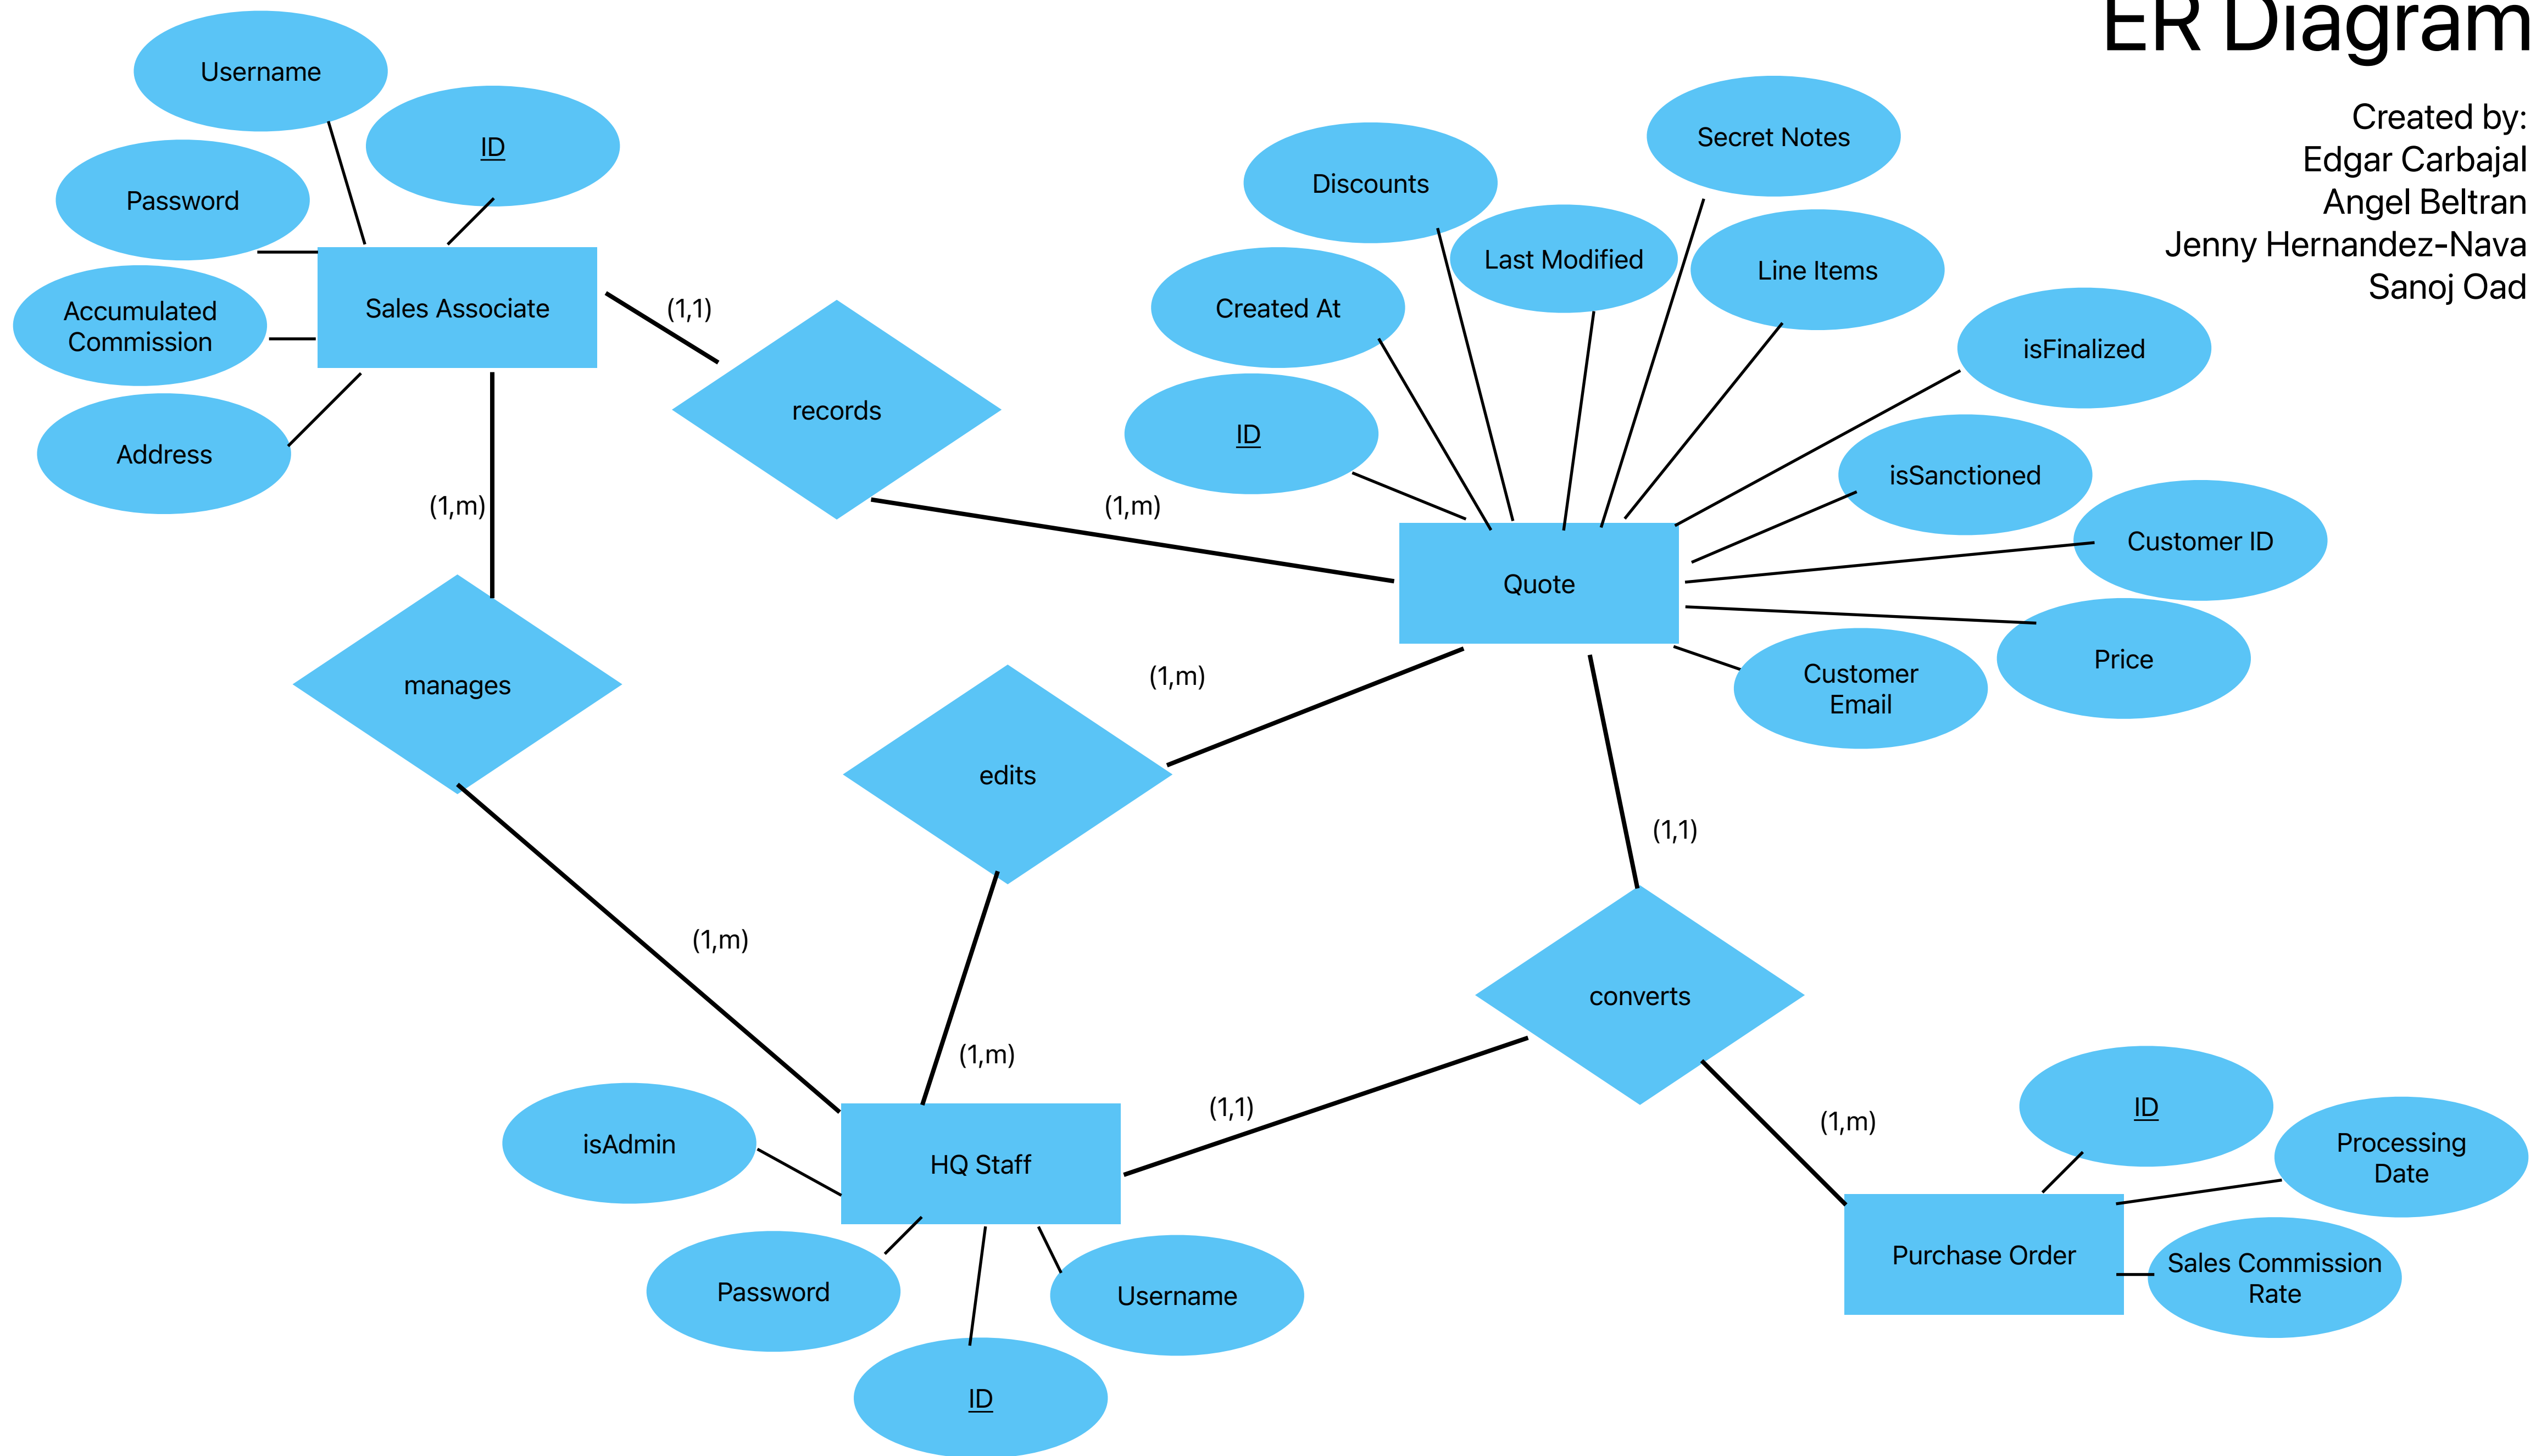 ER Diagram
Created by:
Edgar Carbajal
Angel Beltran
Jenny Hernandez-Nava
Sanoj Oad
Username
ID
Password
Accumulated
Commission
Address
Sales Associate
(1,1)
records
(1,m)
(1,m)
manages
(1,m)
Discounts
Secret Notes
Created At
Last Modified
Line Items
ID
isFinalized
isSanctioned
Customer ID
Quote
Price
Customer
Email
(1,m)
edits
(1,m)
(1,1)
converts
(1,1)
(1,m)
isAdmin
HQ Staff
Password
Username
ID
ID
Processing
Date
Purchase Order
Sales Commission
Rate